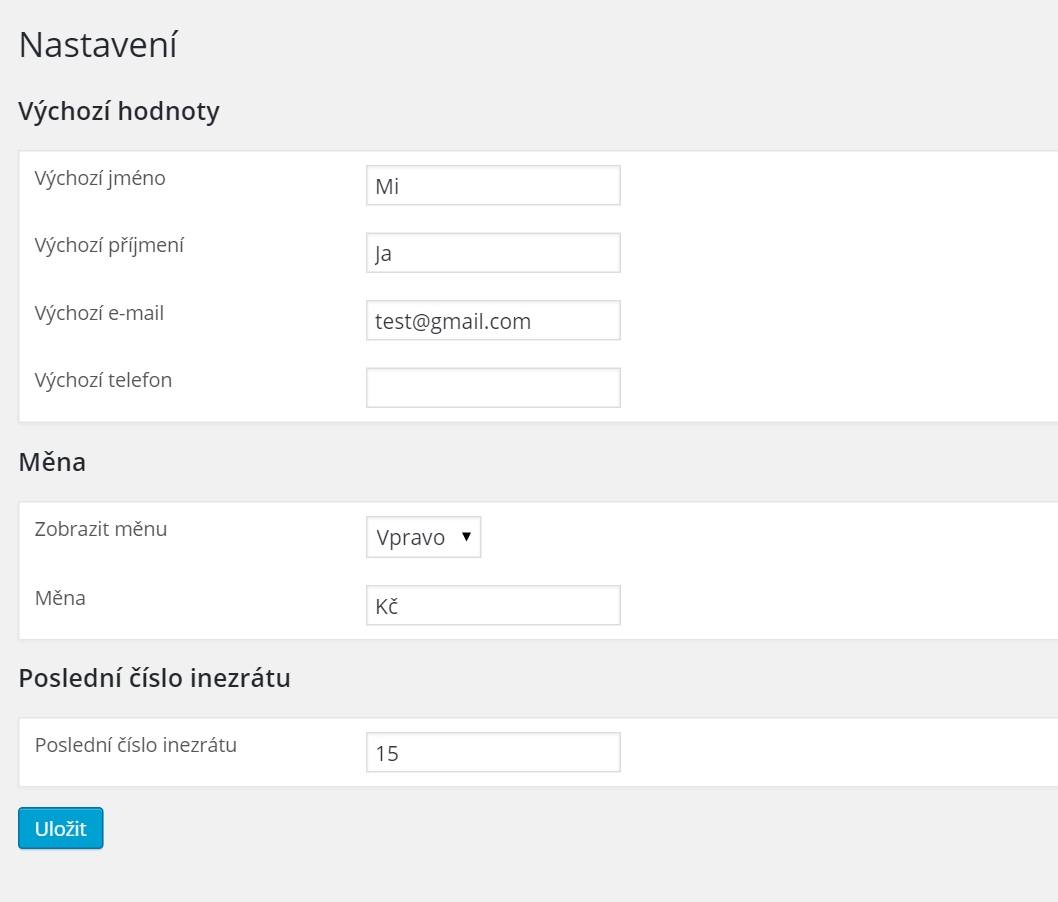 Nastavení
Výchozí hodnoty
Výchozí jméno Mi
Výchozí příjmení Ja
Výchozí e-mail test@gmail.com
Výchozí telefon
Měna
Zobrazit měnu Vpravo
Měna Kč
Poslední číslo inezrátu
Poslední číslo inezrátu 15
Uložit